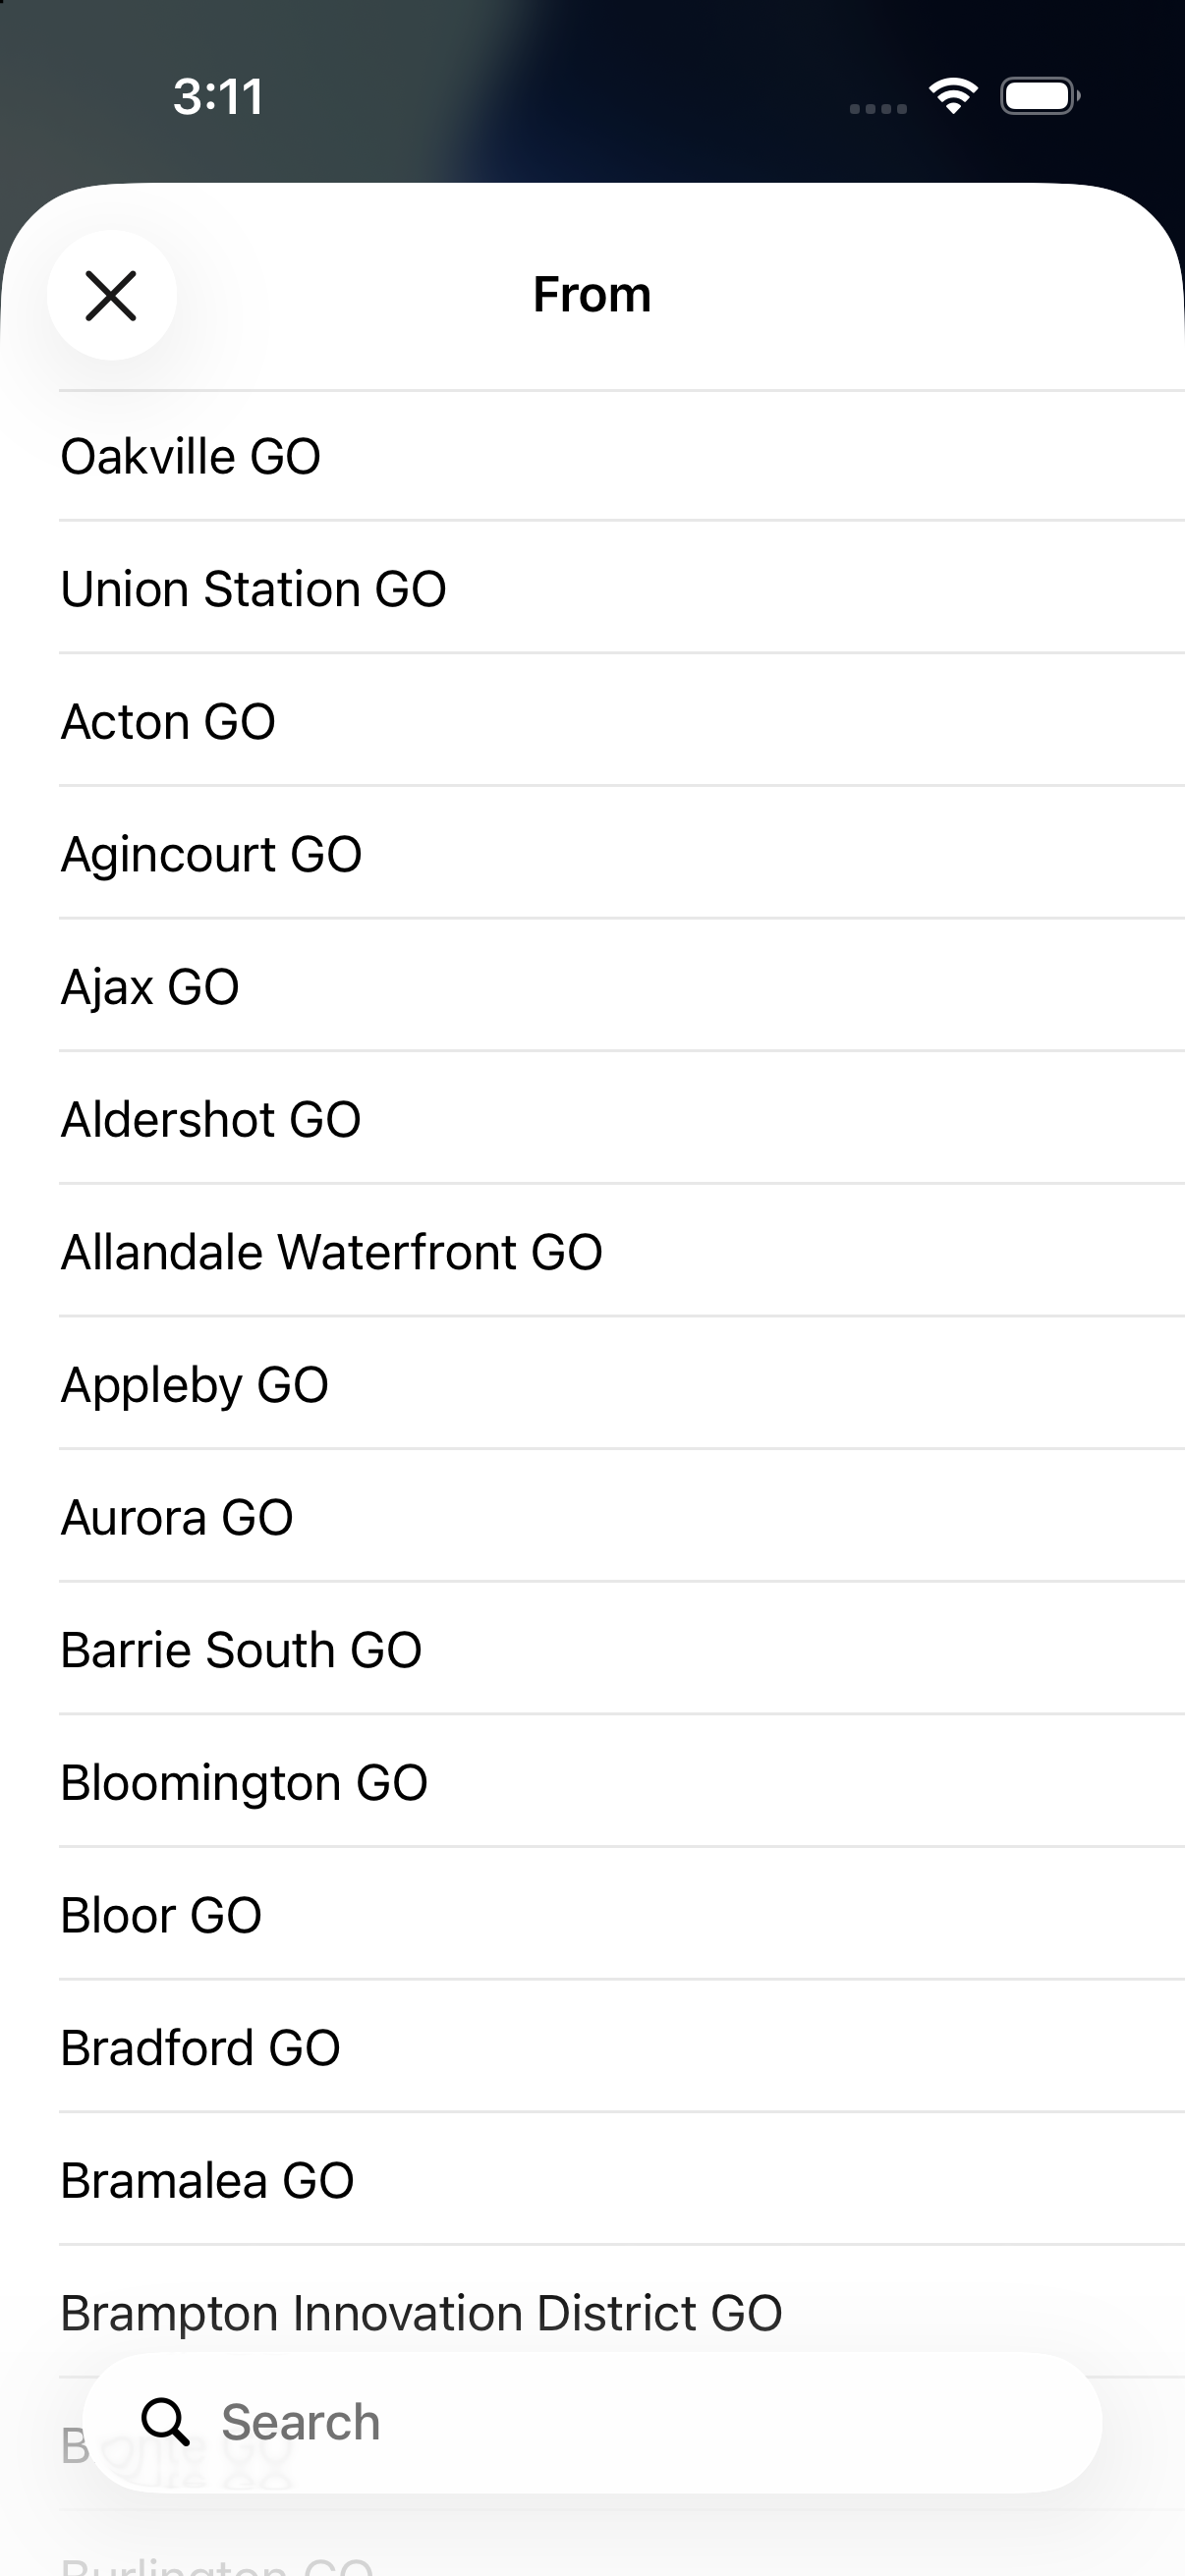 3:11
From
Oakville GO
Union Station GO
Acton GO
Agincourt GO
Ajax GO
Aldershot GO
Allandale Waterfront GO
Appleby GO
Aurora GO
Barrie South GO
Bloomington GO
Bloor GO
Bradford GO
Bramalea GO
Brampton Innovation District GO
Search
Burlington GO